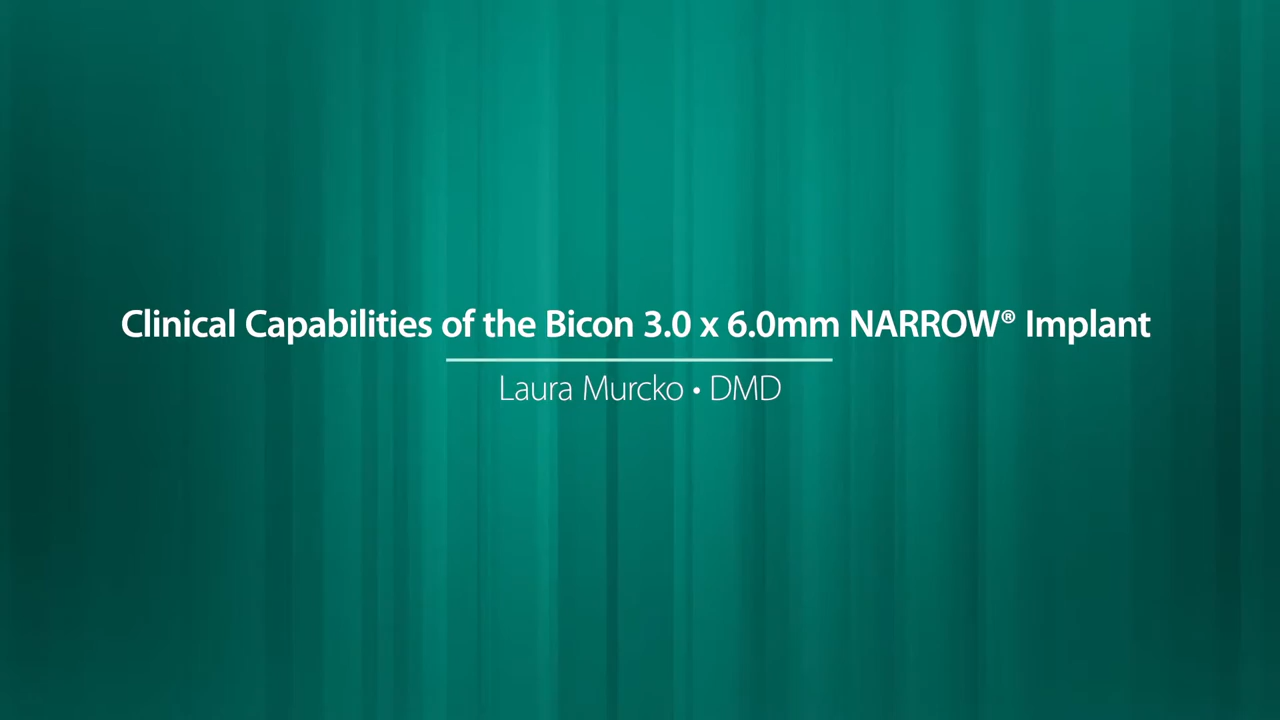 Clinical Capabilities of the Bicon 3.0 x 6.0mm NARROW® Implant
Laura Murcko • DMD